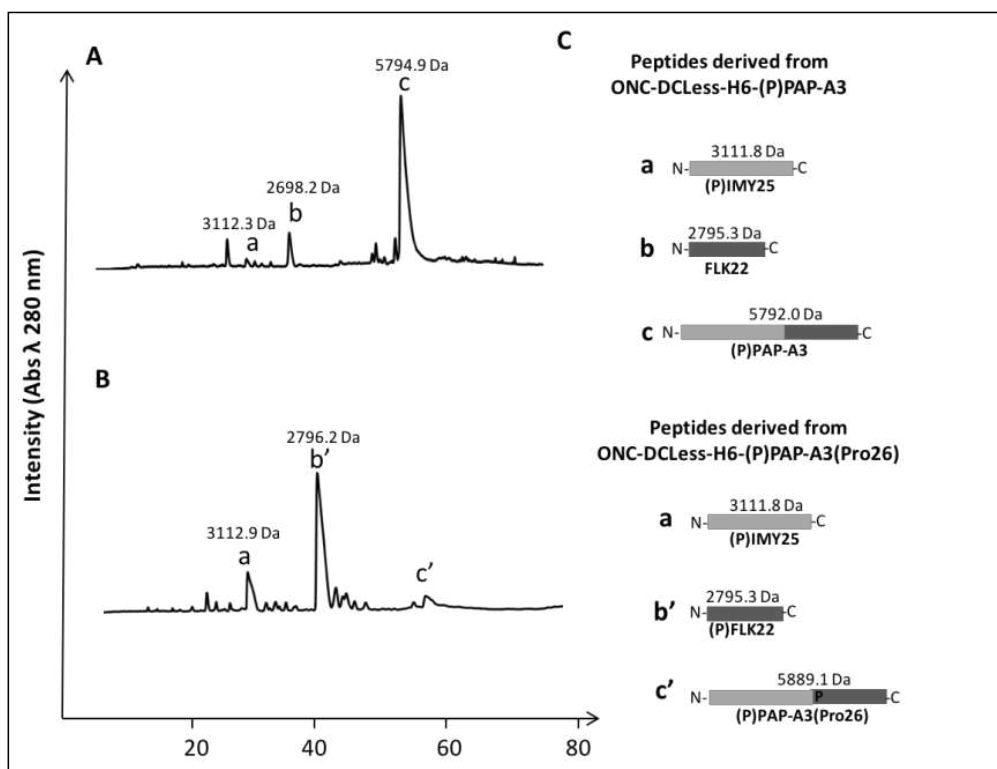 A
5794.9 Da
c
2698.2 Da
b
3112.3 Da
a
B
2796.2 Da
b’
3112.9 Da
a
c’
Intensity (Abs λ 280 nm)
20
40
60
80
C
Peptides derived from
ONC-DCLess-H6-(P)PAP-A3
3111.8 Da
a N- -C
(P)IMY25
2795.3 Da
b N- -C
FLK22
5792.0 Da
c N- -C
(P)PAP-A3
Peptides derived from
ONC-DCLess-H6-(P)PAP-A3(Pro26)
3111.8 Da
a N- -C
(P)IMY25
2795.3 Da
b’ N- -C
(P)FLK22
5889.1 Da
c’ N- P -C
(P)PAP-A3(Pro26)